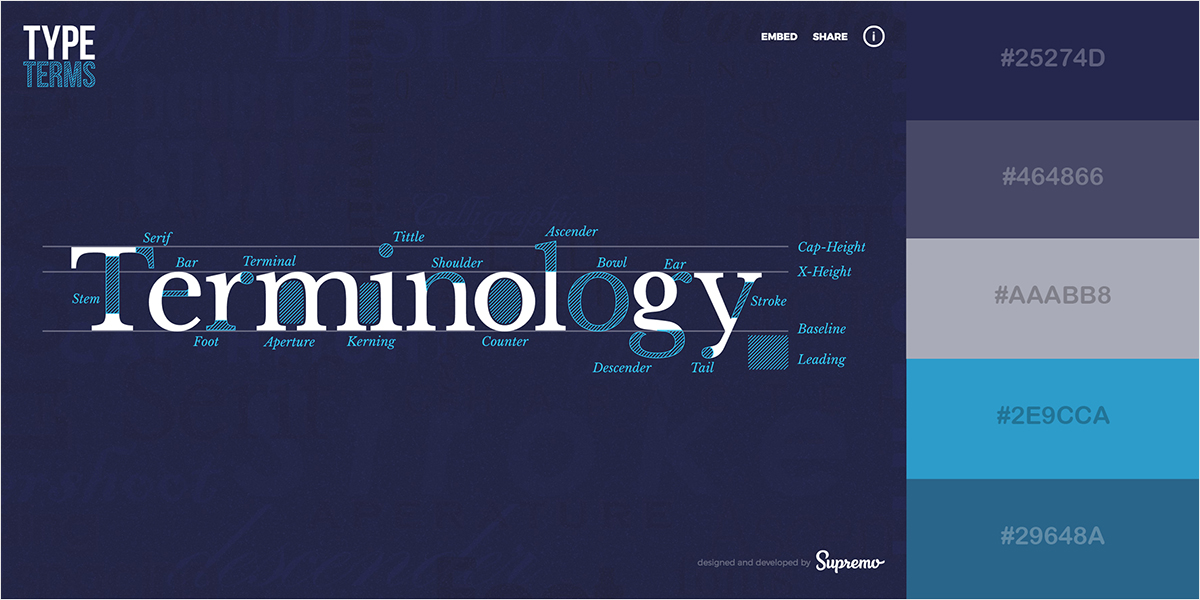 TYPE
TERMS
EMBED SHARE i
#25274D
#464866
#AAABB8
#2E9CCA
#29648A
Serif
Tittle
Ascender
Cap-Height
Bar
Terminal
Shoulder
Bowl
Ear
X-Height
Terminology
Stem
Stroke
Baseline
Foot
Aperture
Kerning
Counter
Leading
Descender
Tail
designed and developed by Supremo